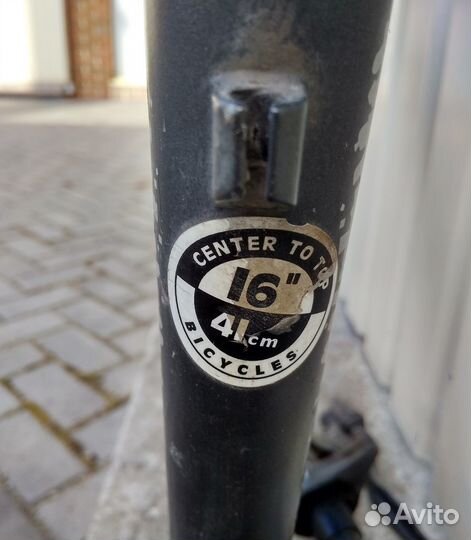 CENTER TO TOP
16"
41cm
BICYCLES
Avito